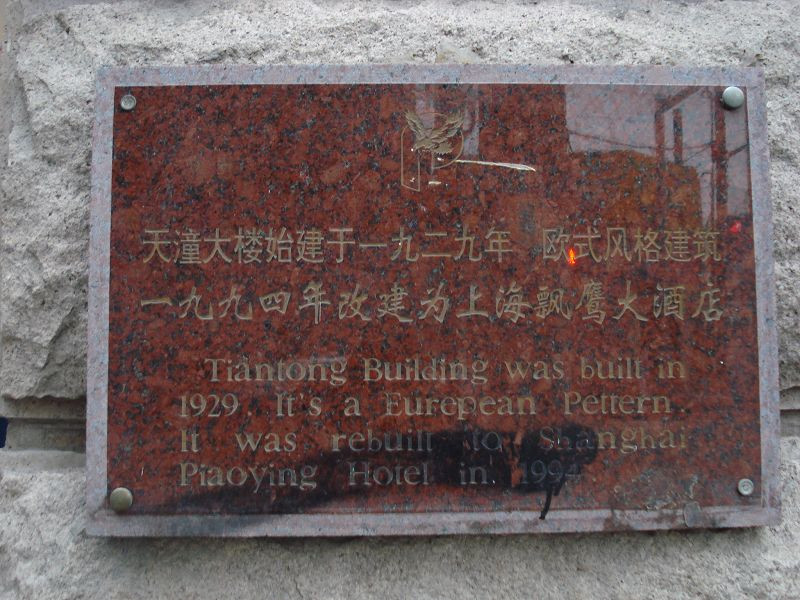 天潼大楼始建于一九二九年 欧式风格建筑
一九九四年改建为上海飘鹰大酒店
Tiantong Building was built in
1929. It's a Eurepean Pettern.
It was rebuilt to Shanghai
Piaoying Hotel in 1994.